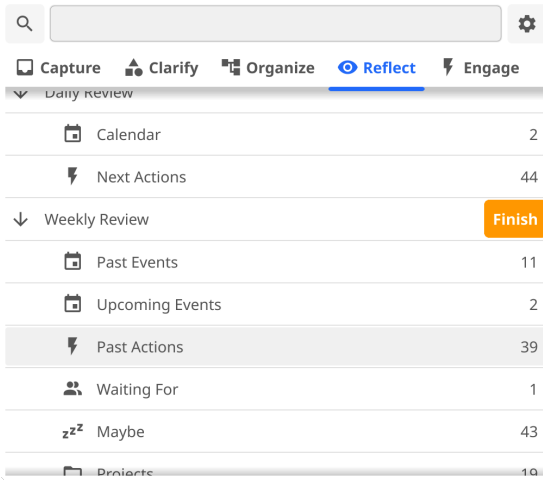 Capture Clarify Organize Reflect Engage
Daily Review
Calendar 2
Next Actions 44
Weekly Review Finish
Past Events 11
Upcoming Events 2
Past Actions 39
Waiting For 1
zzz Maybe 43
Projects 19